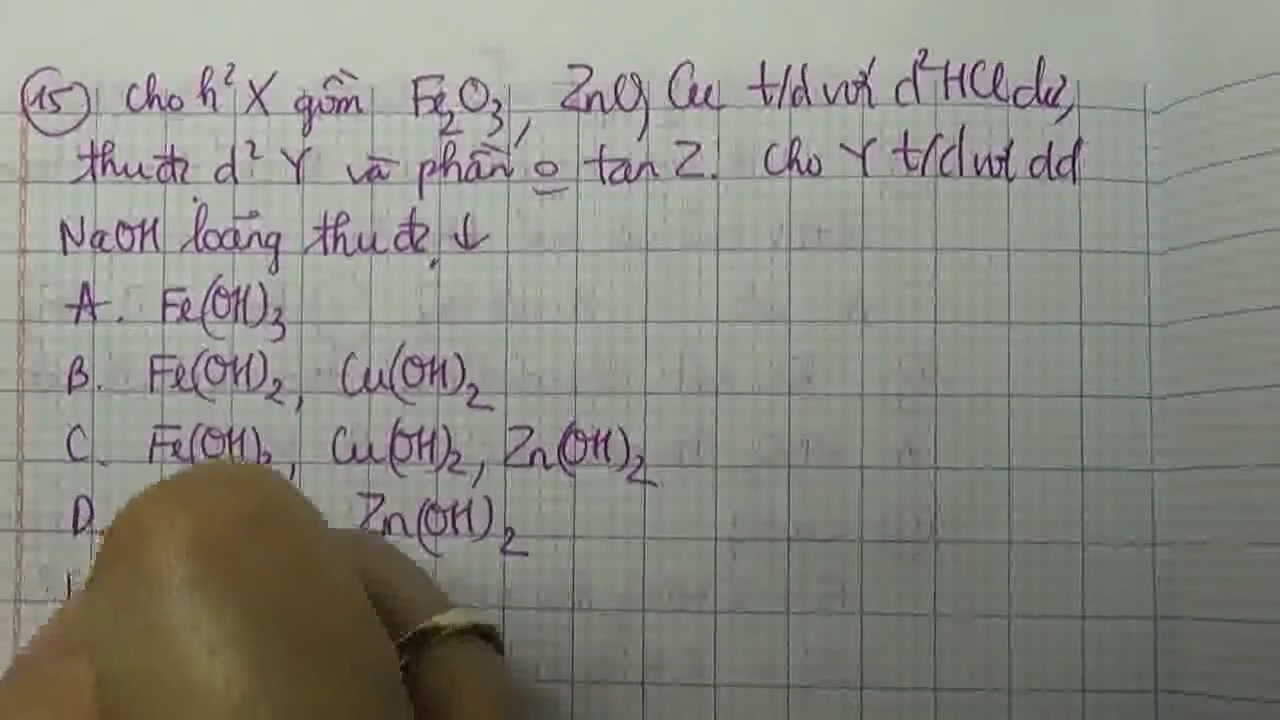 15) Cho h² X gồm Fe₂O₃, ZnO, Cu t/d với d² HCl dư,
thu đc d² Y và phần o tan Z. Cho Y t/d với dd
NaOH loãng thu đc ↓
A. Fe(OH)₃
B. Fe(OH)₂, Cu(OH)₂
C. Fe(OH)₂, Cu(OH)₂, Zn(OH)₂
D. Zn(OH)₂